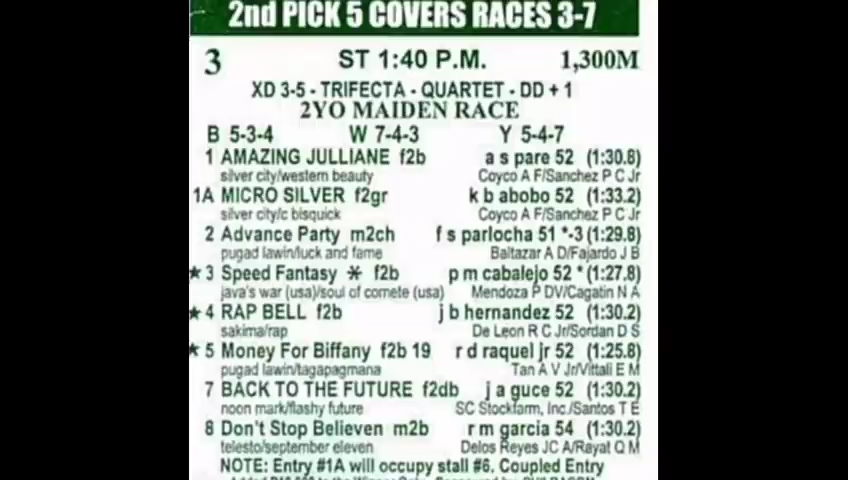 2nd PICK 5 COVERS RACES 3-7
3 ST 1:40 P.M. 1,300M
XD 3-5 - TRIFECTA - QUARTET - DD + 1
2YO MAIDEN RACE
B 5-3-4 W 7-4-3 Y 5-4-7
1 AMAZING JULLIANE f2b a s pare 52 (1:30.8)
silver city/western beauty Coyco A F/Sanchez P C Jr
1A MICRO SILVER f2gr k b abobo 52 (1:33.2)
silver city/c bisquick Coyco A F/Sanchez P C Jr
2 Advance Party m2ch f s parlocha 51 *-3 (1:29.8)
pugad lawin/luck and fame Baltazar A D/Fajardo J B
★ 3 Speed Fantasy * f2b p m cabalejo 52 * (1:27.8)
java's war (usa)/soul of comete (usa) Mendoza P DV/Cagatin N A
★ 4 RAP BELL f2b j b hernandez 52 (1:30.2)
sakima/rap De Leon R C Jr/Sordan D S
★ 5 Money For Biffany f2b 19 r d raquel jr 52 (1:25.8)
pugad lawin/tagapagmana Tan A V Jr/Vittali E M
7 BACK TO THE FUTURE f2db j a guce 52 (1:30.2)
noon mark/flashy future SC Stockfarm, Inc./Santos T E
8 Don't Stop Believen m2b r m garcia 54 (1:30.2)
telesto/september eleven Delos Reyes JC A/Rayat Q M
NOTE: Entry #1A will occupy stall #6. Coupled Entry